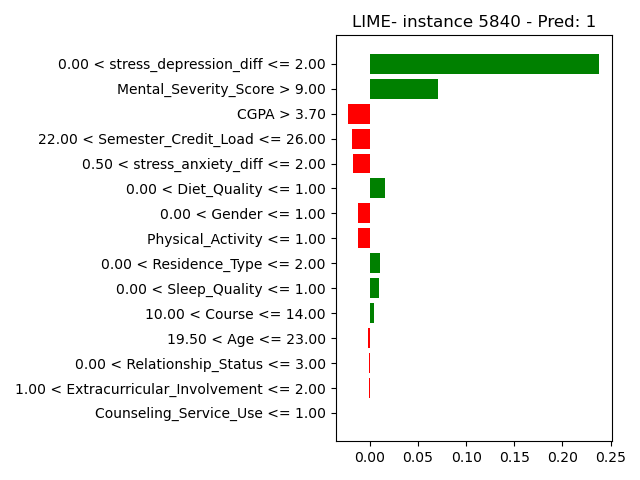 LIME- instance 5840 - Pred: 1
0.00 < stress_depression_diff <= 2.00
Mental_Severity_Score > 9.00
CGPA > 3.70
22.00 < Semester_Credit_Load <= 26.00
0.50 < stress_anxiety_diff <= 2.00
0.00 < Diet_Quality <= 1.00
0.00 < Gender <= 1.00
Physical_Activity <= 1.00
0.00 < Residence_Type <= 2.00
0.00 < Sleep_Quality <= 1.00
10.00 < Course <= 14.00
19.50 < Age <= 23.00
0.00 < Relationship_Status <= 3.00
1.00 < Extracurricular_Involvement <= 2.00
Counseling_Service_Use <= 1.00
0.00 0.05 0.10 0.15 0.20 0.25